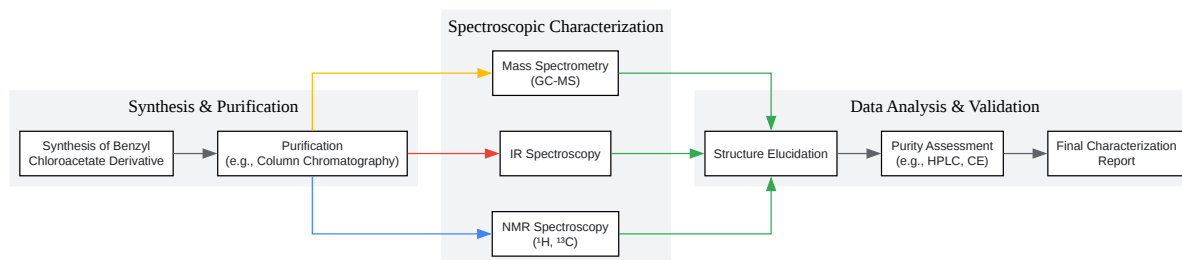 Spectroscopic Characterization
Mass Spectrometry
(GC-MS)
Synthesis & Purification
Data Analysis & Validation
Synthesis of Benzyl
Chloroacetate Derivative
Purification
(e.g., Column Chromatography)
IR Spectroscopy
Structure Elucidation
Purity Assessment
(e.g., HPLC, CE)
Final Characterization
Report
NMR Spectroscopy
(¹H, ¹³C)